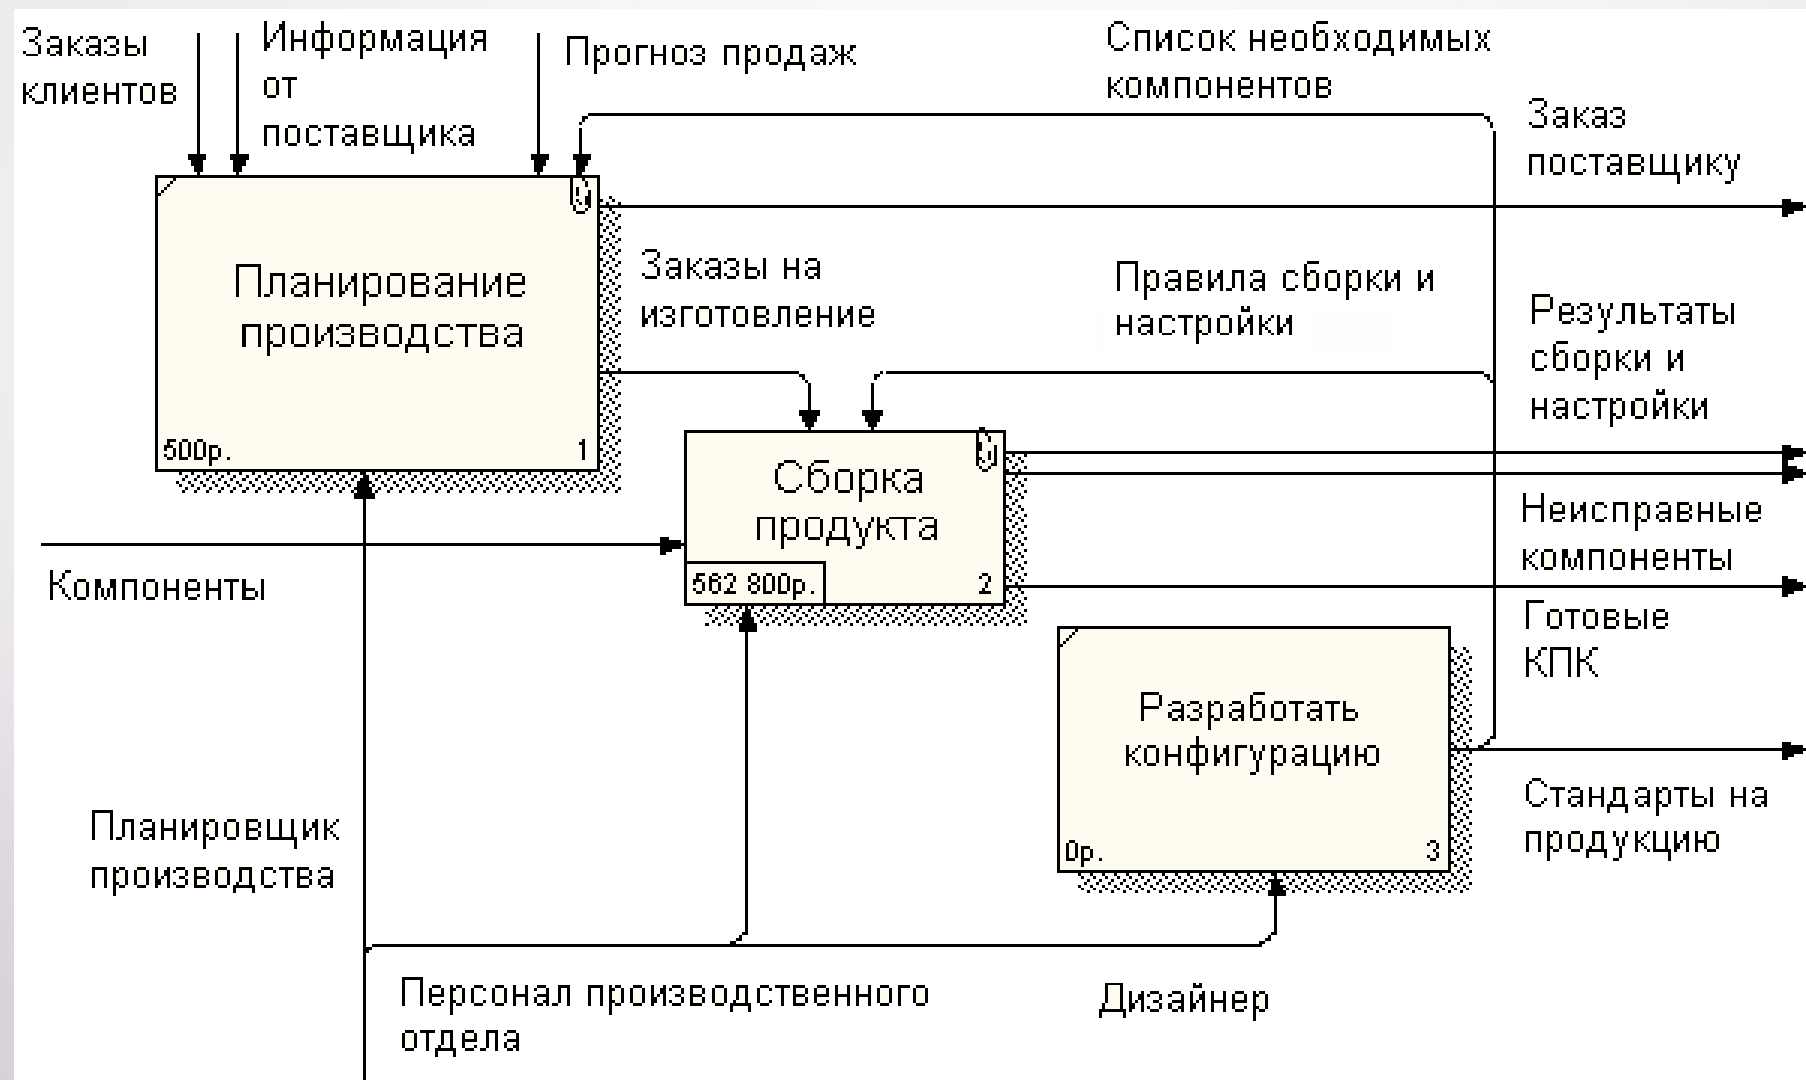 Заказы
клиентов
Информация
от
поставщика
Прогноз продаж
Список необходимых
компонентов
Заказ
поставщику
Планирование
производства
500р.
1
Заказы на
изготовление
Правила сборки и
настройки
Результаты
сборки и
настройки
Сборка
продукта
562 800р.
2
Компоненты
Неисправные
компоненты
Готовые
КПК
Разработать
конфигурацию
0р.
3
Стандарты на
продукцию
Планировщик
производства
Персонал производственного
отдела
Дизайнер